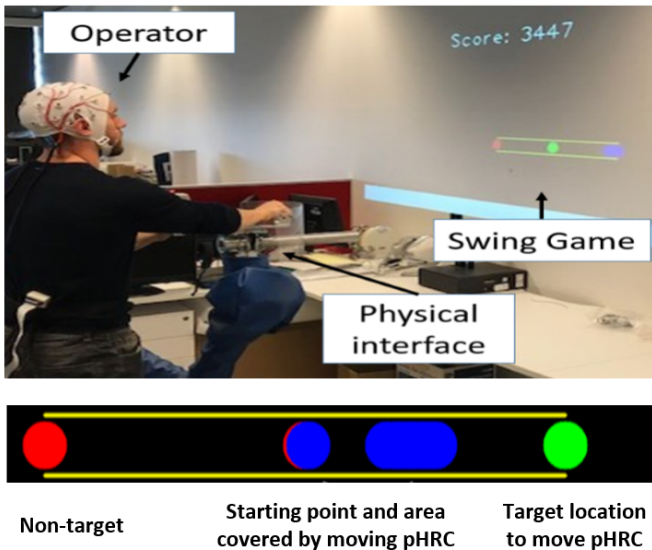 Operator
Score: 3447
Swing Game
Physical
interface
Non-target
Starting point and area
covered by moving pHRC
Target location
to move pHRC